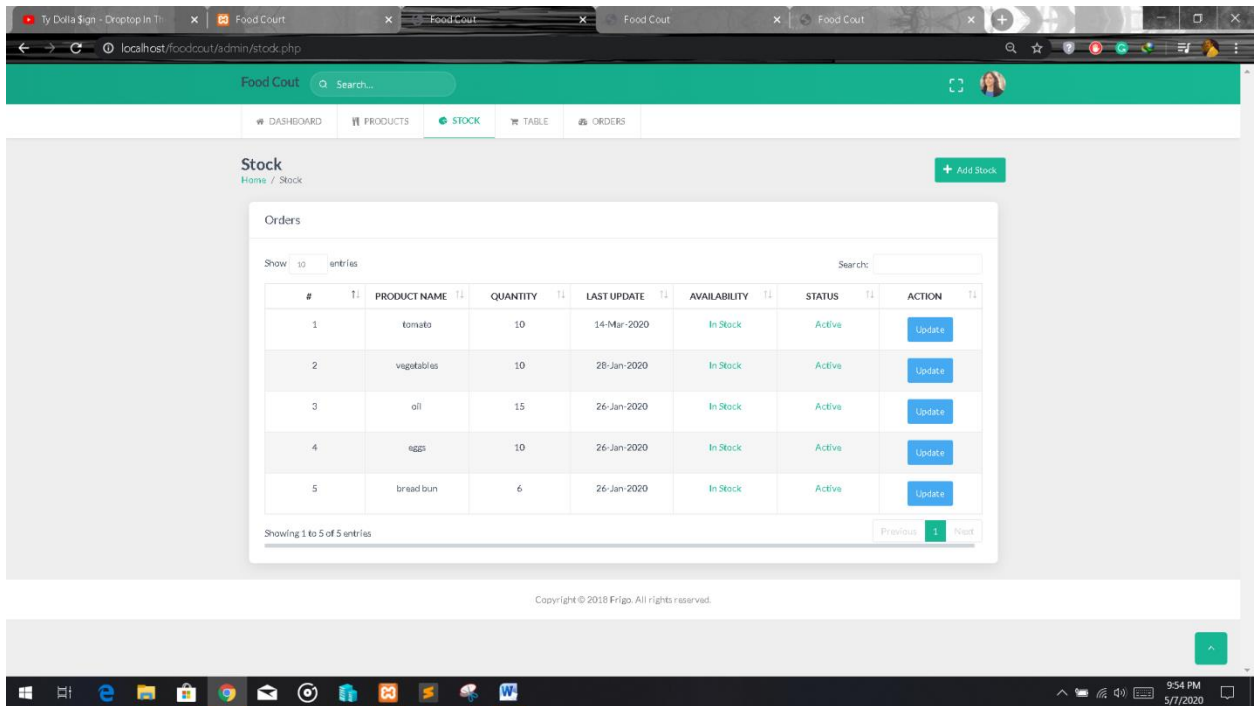 Ty Dolla $ign - Droptop In Th
Food Court
Food Cout
Food Cout
Food Cout
localhost/foodcout/admin/stock.php
Food Cout
Search...
DASHBOARD PRODUCTS STOCK TABLE ORDERS
Stock
Home / Stock
+ Add Stock
Orders
Show 10 entries
Search:
# PRODUCT NAME QUANTITY LAST UPDATE AVAILABILITY STATUS ACTION
1 tomato 10 14-Mar-2020 In Stock Active Update
2 vegetables 10 28-Jan-2020 In Stock Active Update
3 oil 15 26-Jan-2020 In Stock Active Update
4 eggs 10 26-Jan-2020 In Stock Active Update
5 bread bun 6 26-Jan-2020 In Stock Active Update
Showing 1 to 5 of 5 entries
Previous 1 Next
Copyright © 2018 Frigo. All rights reserved.
9:54 PM
5/7/2020